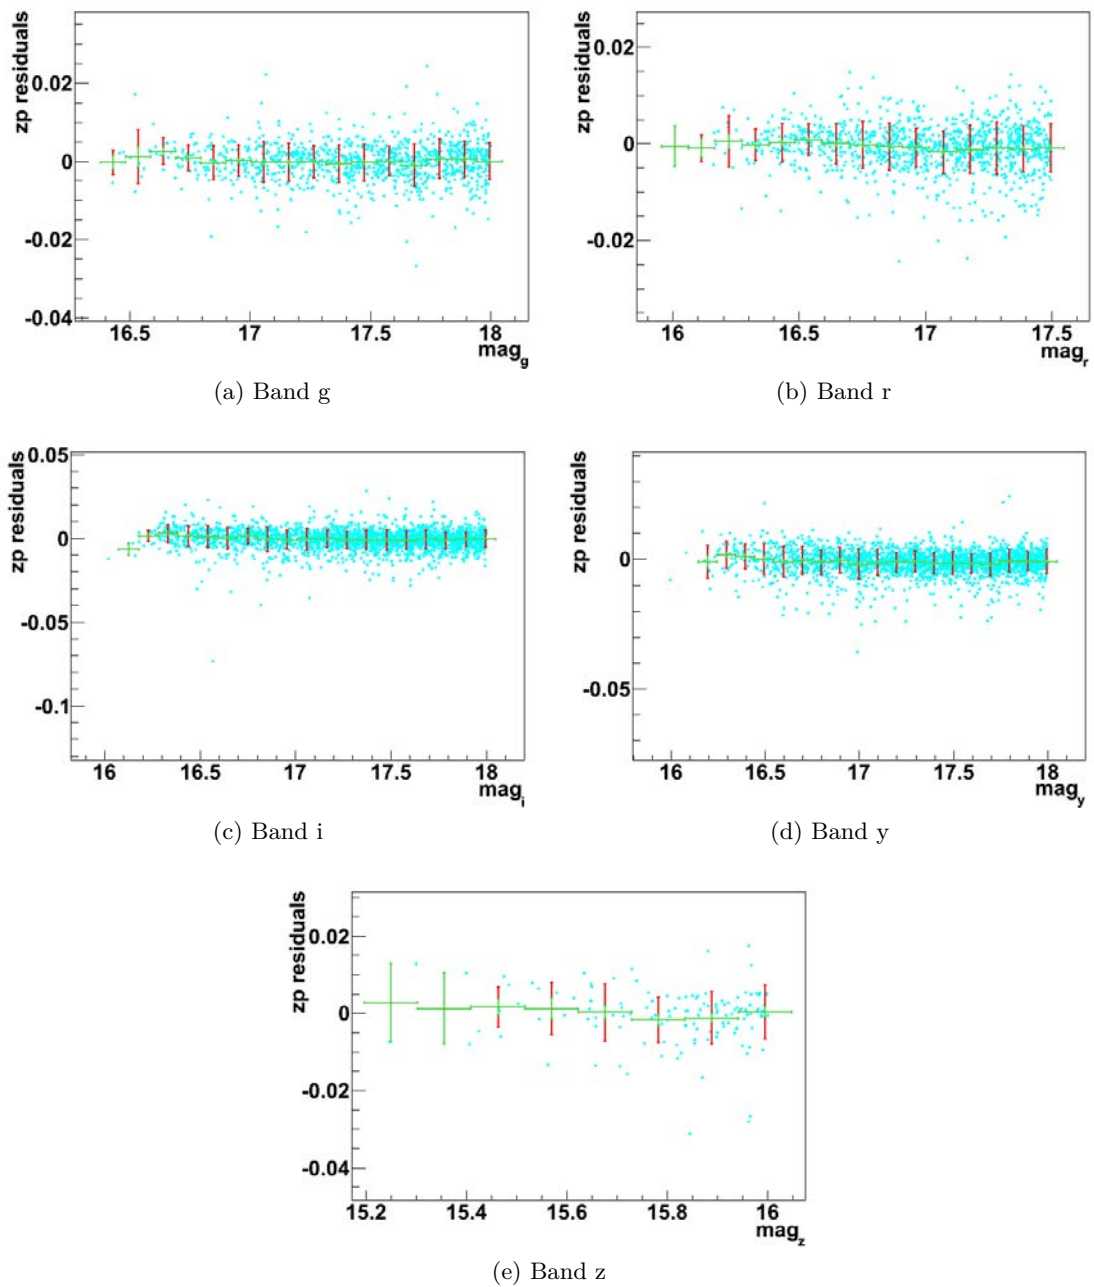 zp residuals
0.02
0
-0.02
-0.04
16.5 17 17.5 18
mag_g
(a) Band g
zp residuals
0.02
0
-0.02
16 16.5 17 17.5
mag_r
(b) Band r
zp residuals
0.05
0
-0.05
-0.1
16 16.5 17 17.5 18
mag_i
(c) Band i
zp residuals
0
-0.05
16 16.5 17 17.5 18
mag_y
(d) Band y
zp residuals
0.02
0
-0.02
-0.04
15.2 15.4 15.6 15.8 16
mag_z
(e) Band z